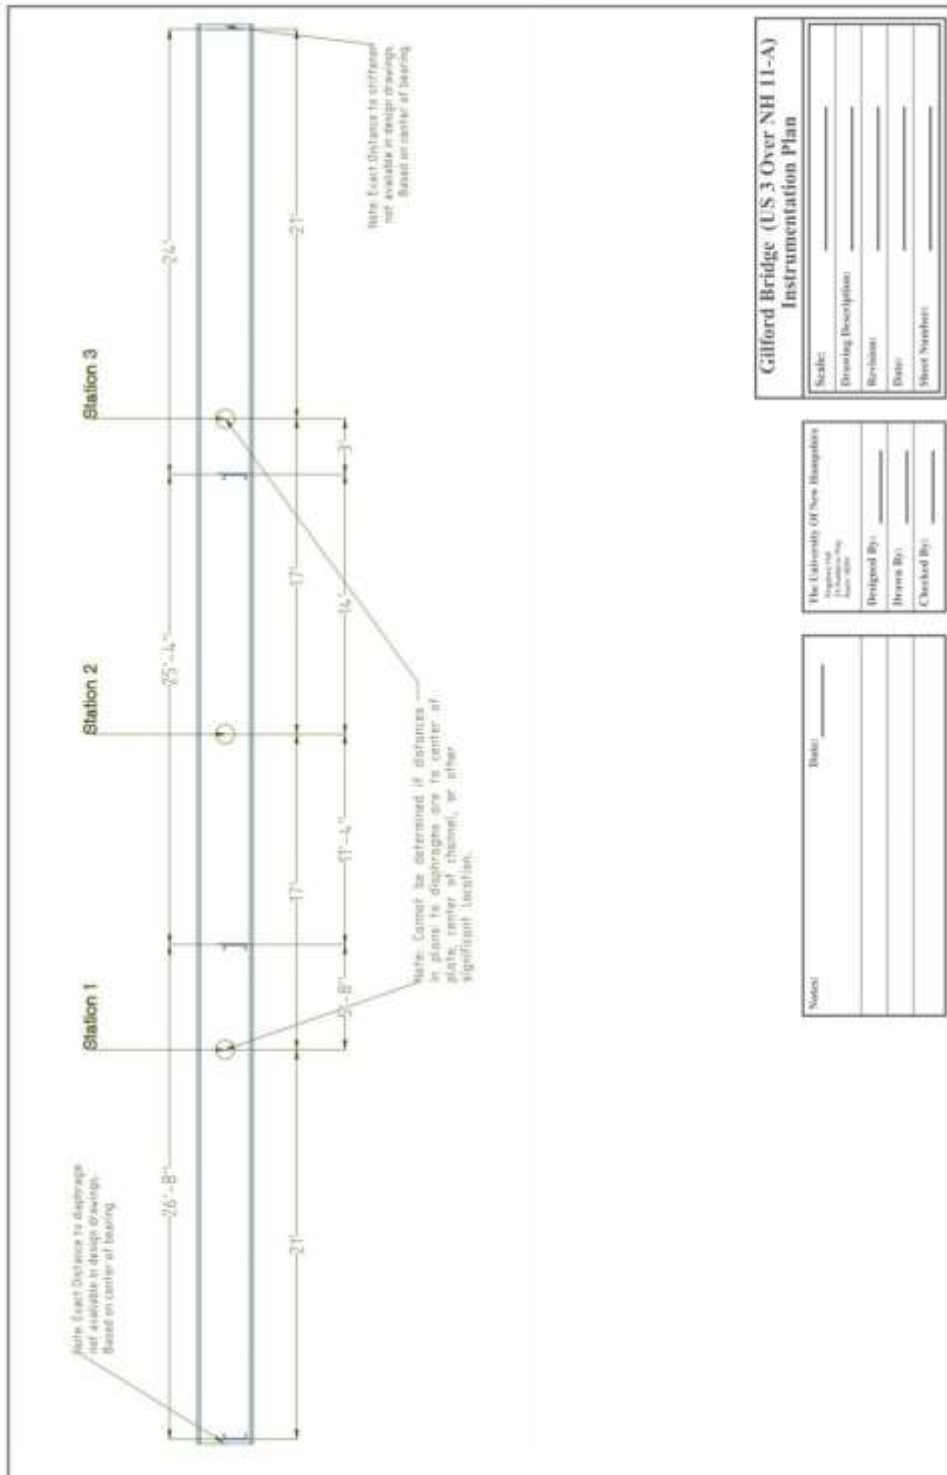 Gilford Bridge (US 3 Over NH 11-A)
Instrumentation Plan
Scale:
Drawing Description:
Revision:
Date:
Sheet Number:
The University Of New Hampshire
Designed By:
Drawn By:
Checked By:
Notes:
Date:
Station 1
Station 2
Station 3
26'-8"
25'-4"
24'
21'
17'
17'
21'
5'-8"
11'-4"
14'
3'
Note: Exact Distance to diaphragm
not available in design drawings.
Based on center of bearing
Note: Cannot be determined if distances
in plans to diaphragms are to center of
plate, center of channel, or other
significant location.
Note: Exact Distance to stiffener
not available in design drawings.
Based on center of bearing